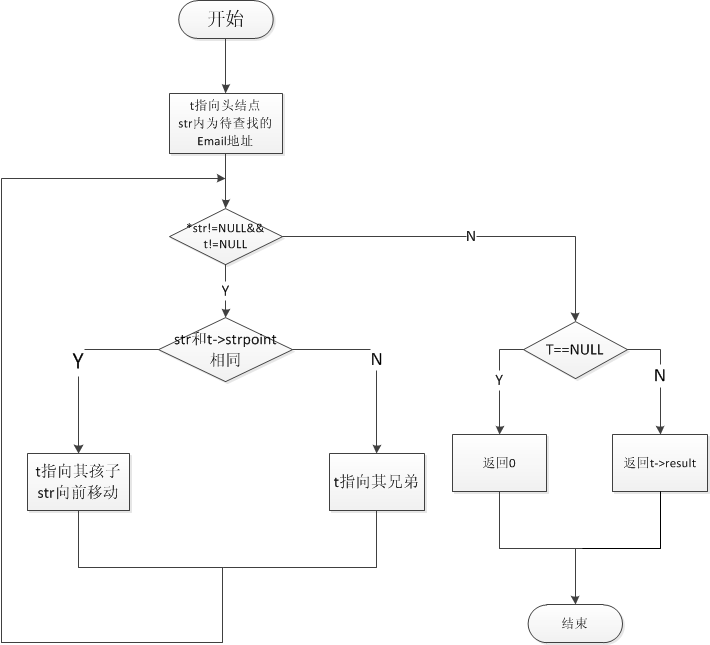 开始
t指向头结点
str内为待查找的
Email地址
*str!=NULL&&
t!=NULL
N
Y
str和t->strpoint
相同
Y
N
t指向其孩子
str向前移动
t指向其兄弟
T==NULL
Y
N
返回0
返回t->result
结束